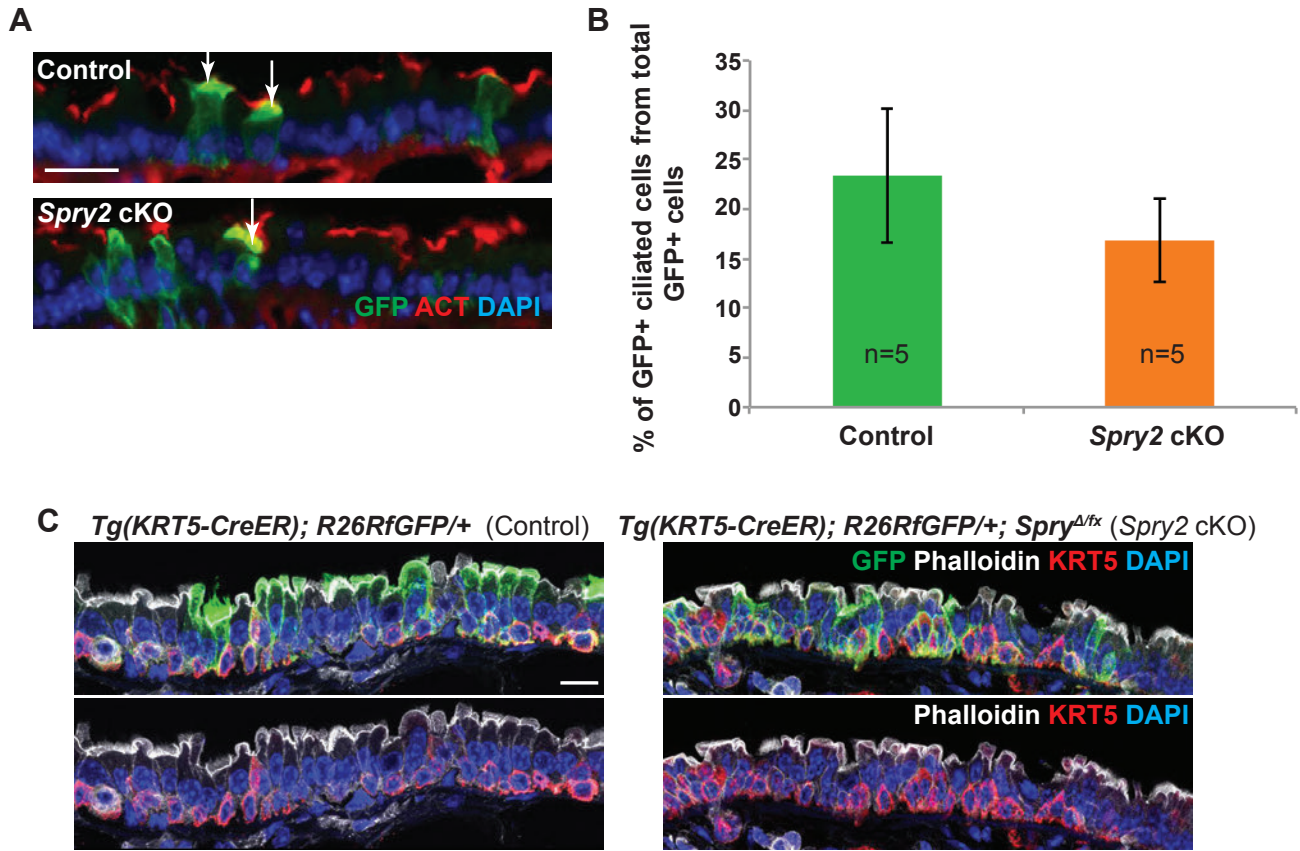 A
Control
Spry2 cKO
GFP ACT DAPI
B
% of GFP+ ciliated cells from total
GFP+ cells
35
30
25
20
15
10
5
0
n=5
n=5
Control
Spry2 cKO
C
Tg(KRT5-CreER); R26RfGFP/+ (Control)
Tg(KRT5-CreER); R26RfGFP/+; Spry^Δ/fx (Spry2 cKO)
GFP Phalloidin KRT5 DAPI
Phalloidin KRT5 DAPI